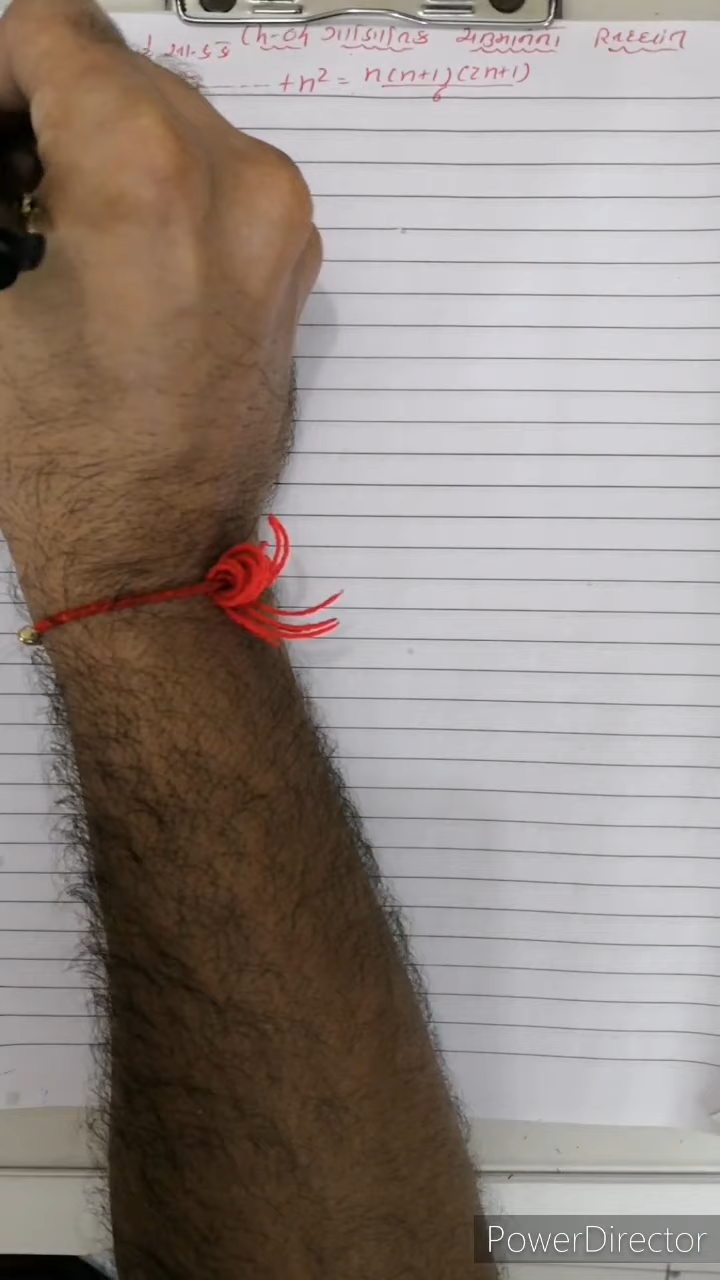 Ch-04 ગાણિતિક અનુમાનના સિદ્ધાંત
+ n² = n(n+1)(2n+1)
6
PowerDirector